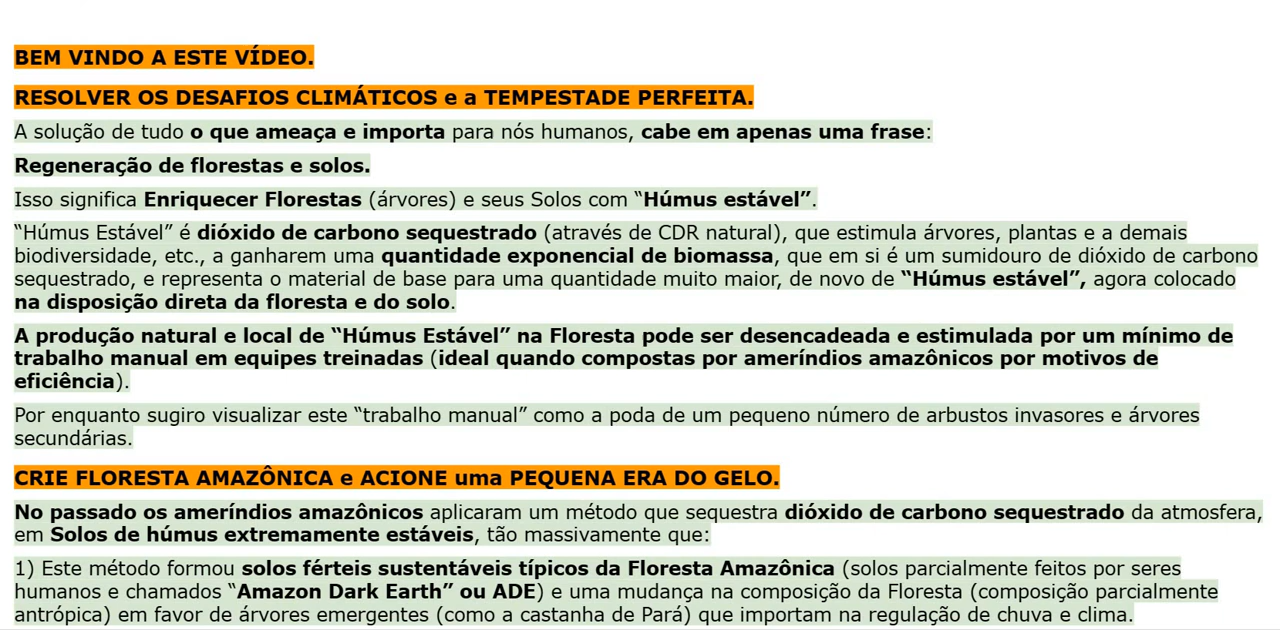 BEM VINDO A ESTE VÍDEO.
RESOLVER OS DESAFIOS CLIMÁTICOS e a TEMPESTADE PERFEITA.
A solução de tudo o que ameaça e importa para nós humanos, cabe em apenas uma frase:
Regeneração de florestas e solos.
Isso significa Enriquecer Florestas (árvores) e seus Solos com “Húmus estável”.
“Húmus Estável” é dióxido de carbono sequestrado (através de CDR natural), que estimula árvores, plantas e a demais
biodiversidade, etc., a ganharem uma quantidade exponencial de biomassa, que em si é um sumidouro de dióxido de carbono
sequestrado, e representa o material de base para uma quantidade muito maior, de novo de “Húmus estável”, agora colocado
na disposição direta da floresta e do solo.
A produção natural e local de “Húmus Estável” na Floresta pode ser desencadeada e estimulada por um mínimo de
trabalho manual em equipes treinadas (ideal quando compostas por ameríndios amazônicos por motivos de
eficiência).
Por enquanto sugiro visualizar este “trabalho manual” como a poda de um pequeno número de arbustos invasores e árvores
secundárias.
CRIE FLORESTA AMAZÔNICA e ACIONE uma PEQUENA ERA DO GELO.
No passado os ameríndios amazônicos aplicaram um método que sequestra dióxido de carbono sequestrado da atmosfera,
em Solos de húmus extremamente estáveis, tão massivamente que:
1) Este método formou solos férteis sustentáveis típicos da Floresta Amazônica (solos parcialmente feitos por seres
humanos e chamados “Amazon Dark Earth” ou ADE) e uma mudança na composição da Floresta (composição parcialmente
antrópica) em favor de árvores emergentes (como a castanha de Pará) que importam na regulação de chuva e clima.